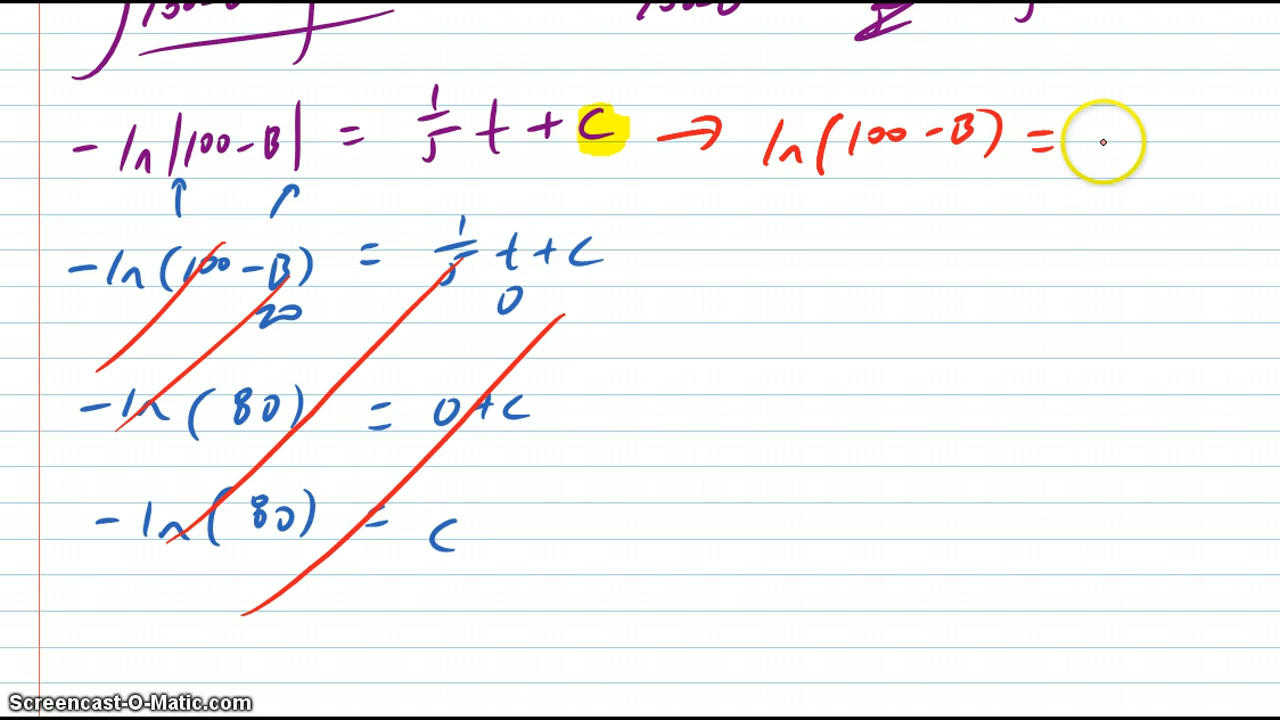 - ln|100-B| = 1/5 t + C → ln(100-B) =
↑ ↑
-ln(100-B) = 1/5 t + C
20 0
-ln(80) = 0+C
-ln(80) = C
Screencast-O-Matic.com